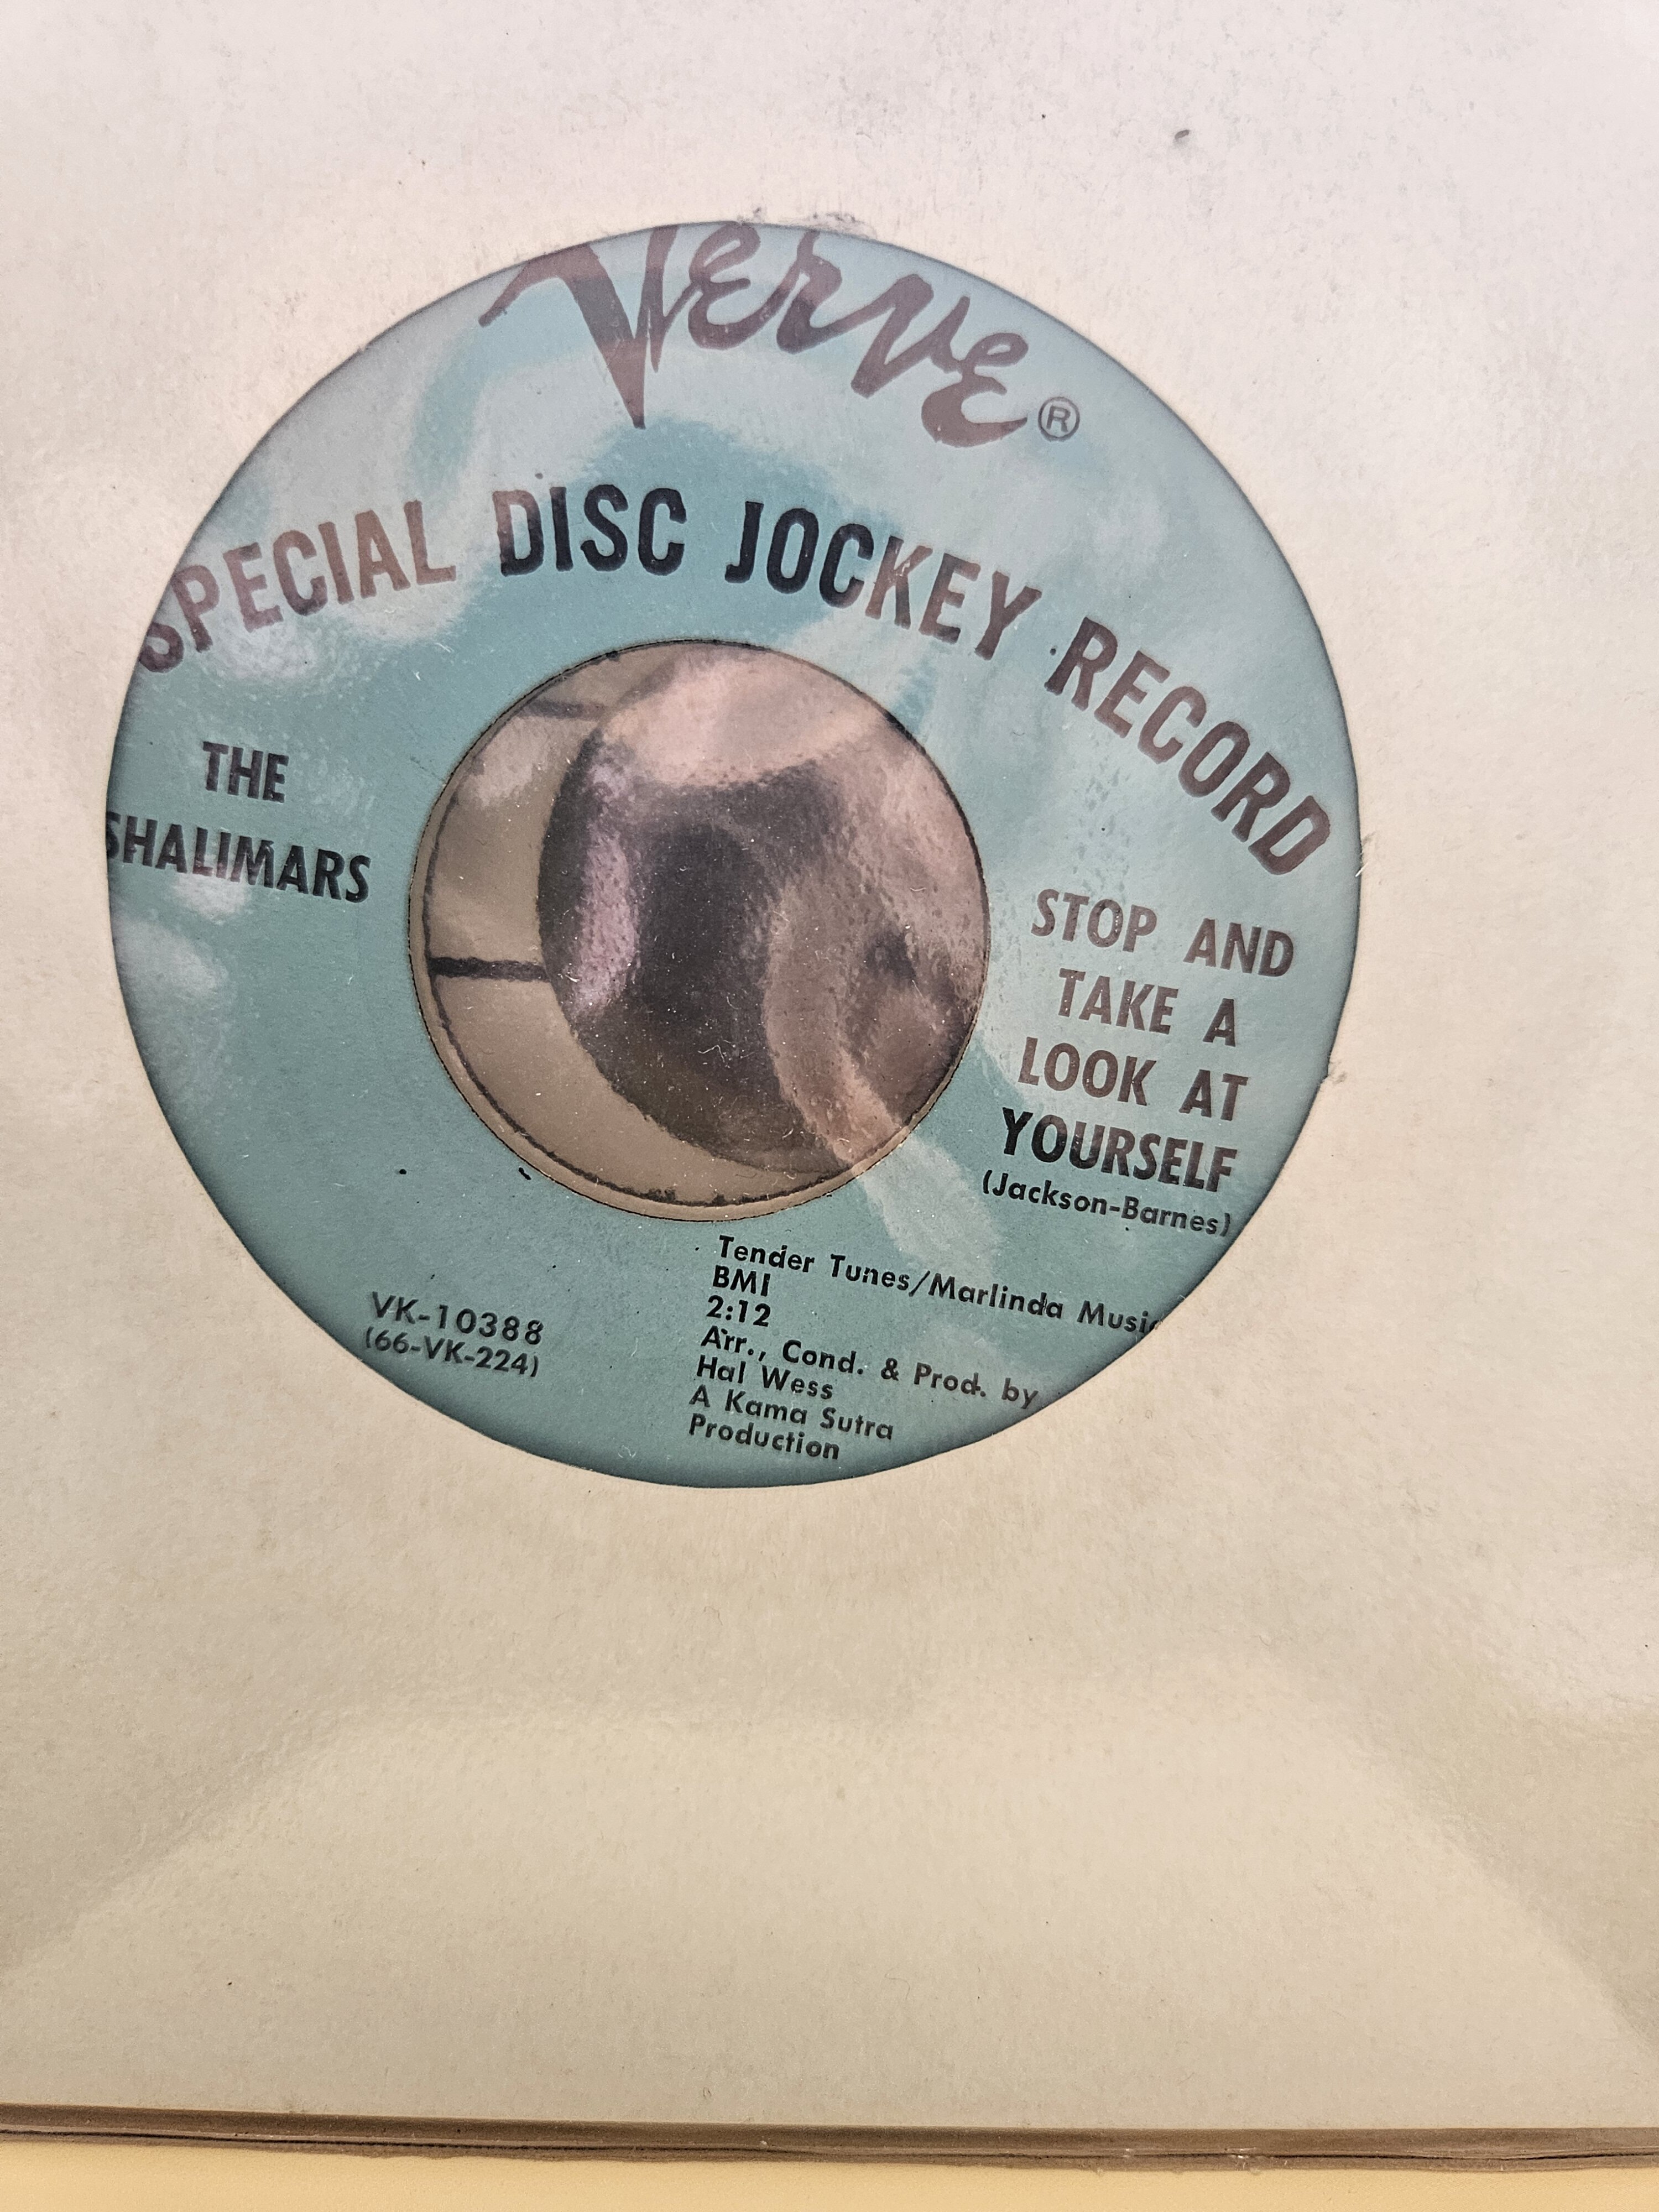 Verve®
SPECIAL DISC JOCKEY RECORD
THE
SHALIMARS
STOP AND
TAKE A
LOOK AT
YOURSELF
(Jackson-Barnes)
Tender Tunes/Marlinda Music
BMI
2:12
Arr., Cond. & Prod. by
Hal Wess
A Kama Sutra
Production
VK-10388
(66-VK-224)